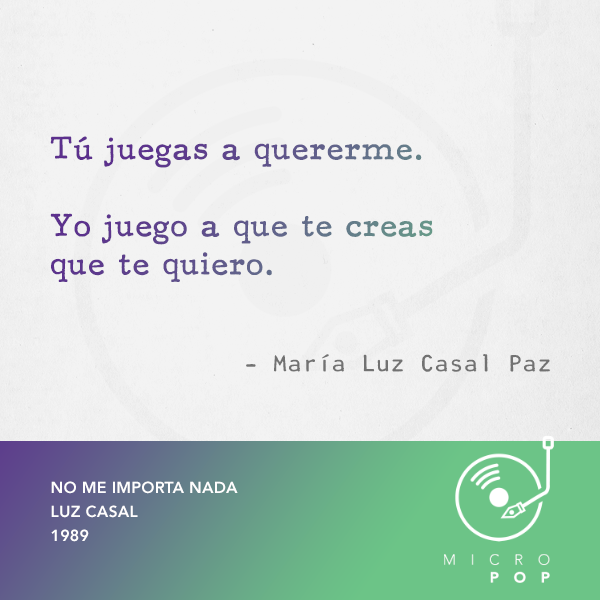 Tú juegas a quererme.
Yo juego a que te creas
que te quiero.
- María Luz Casal Paz
NO ME IMPORTA NADA
LUZ CASAL
1989
MICRO
POP